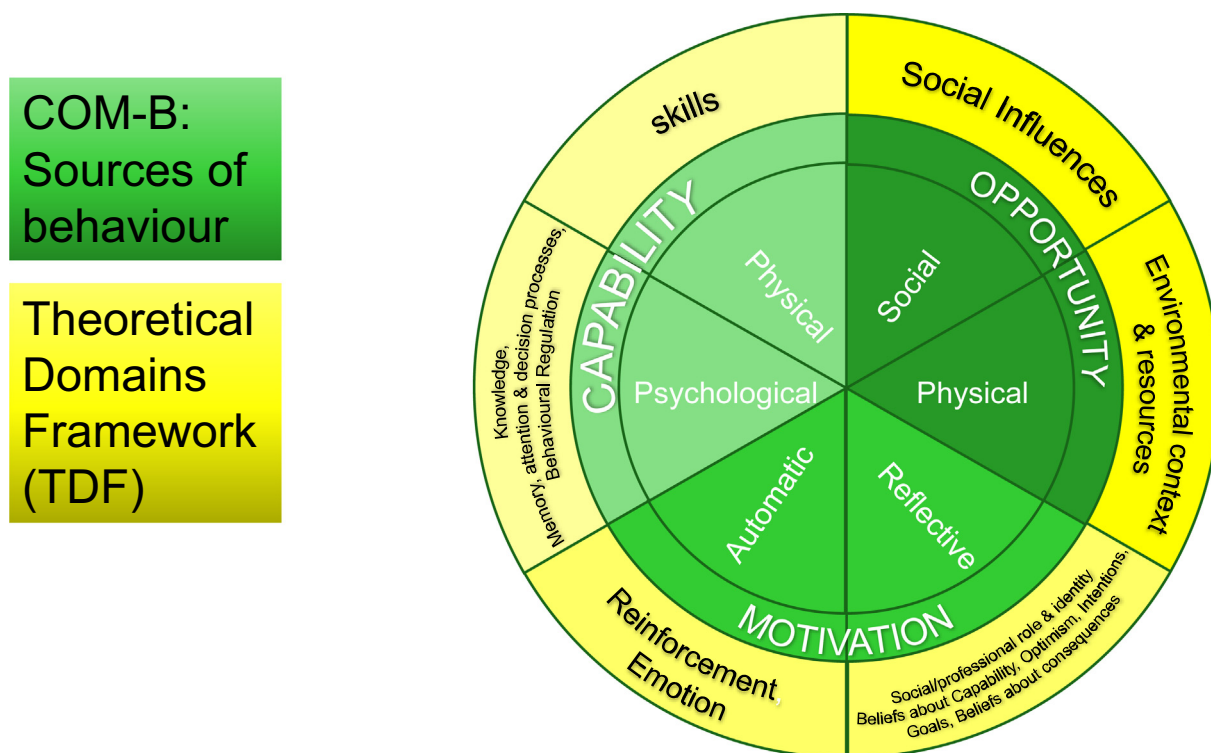 COM-B:
Sources of
behaviour
Theoretical
Domains
Framework
(TDF)
skills
Social Influences
CAPABILITY
OPPORTUNITY
Physical
Social
Knowledge,
Memory, attention & decision processes,
Behavioural Regulation
Environmental context
& resources
Psychological
Physical
Automatic
Reflective
MOTIVATION
Reinforcement,
Emotion
Social/professional role & identity
Beliefs about Capability, Optimism, Intentions,
Goals, Beliefs about consequences